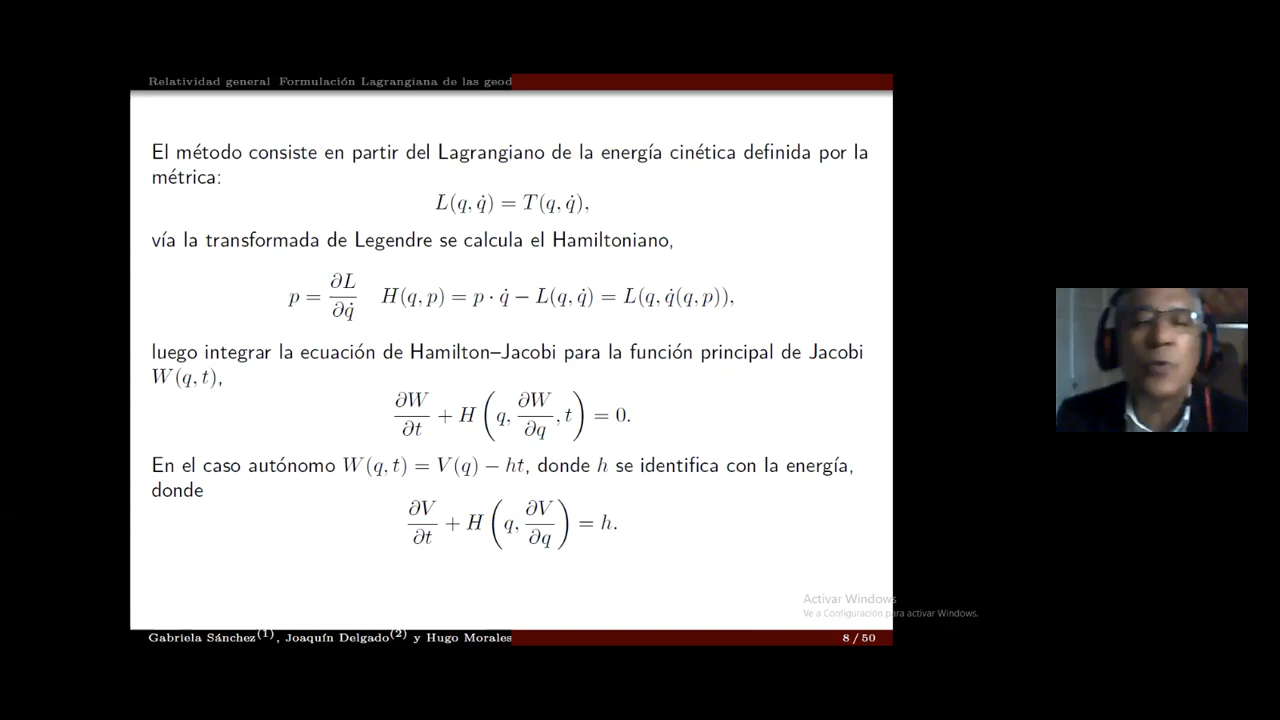 Relatividad general Formulación Lagrangiana de las geod
El método consiste en partir del Lagrangiano de la energía cinética definida por la
métrica:
L(q, q̇) = T(q, q̇),
vía la transformada de Legendre se calcula el Hamiltoniano,
p = ∂L/∂q̇ H(q, p) = p · q̇ − L(q, q̇) = L(q, q̇(q, p)),
luego integrar la ecuación de Hamilton–Jacobi para la función principal de Jacobi
W(q, t),
∂W/∂t + H(q, ∂W/∂q, t) = 0.
En el caso autónomo W(q, t) = V(q) − ht, donde h se identifica con la energía,
donde
∂V/∂t + H(q, ∂V/∂q) = h.
Activar Windows
Ve a Configuración para activar Windows.
Gabriela Sánchez(1), Joaquín Delgado(2) y Hugo Morales
8 / 50